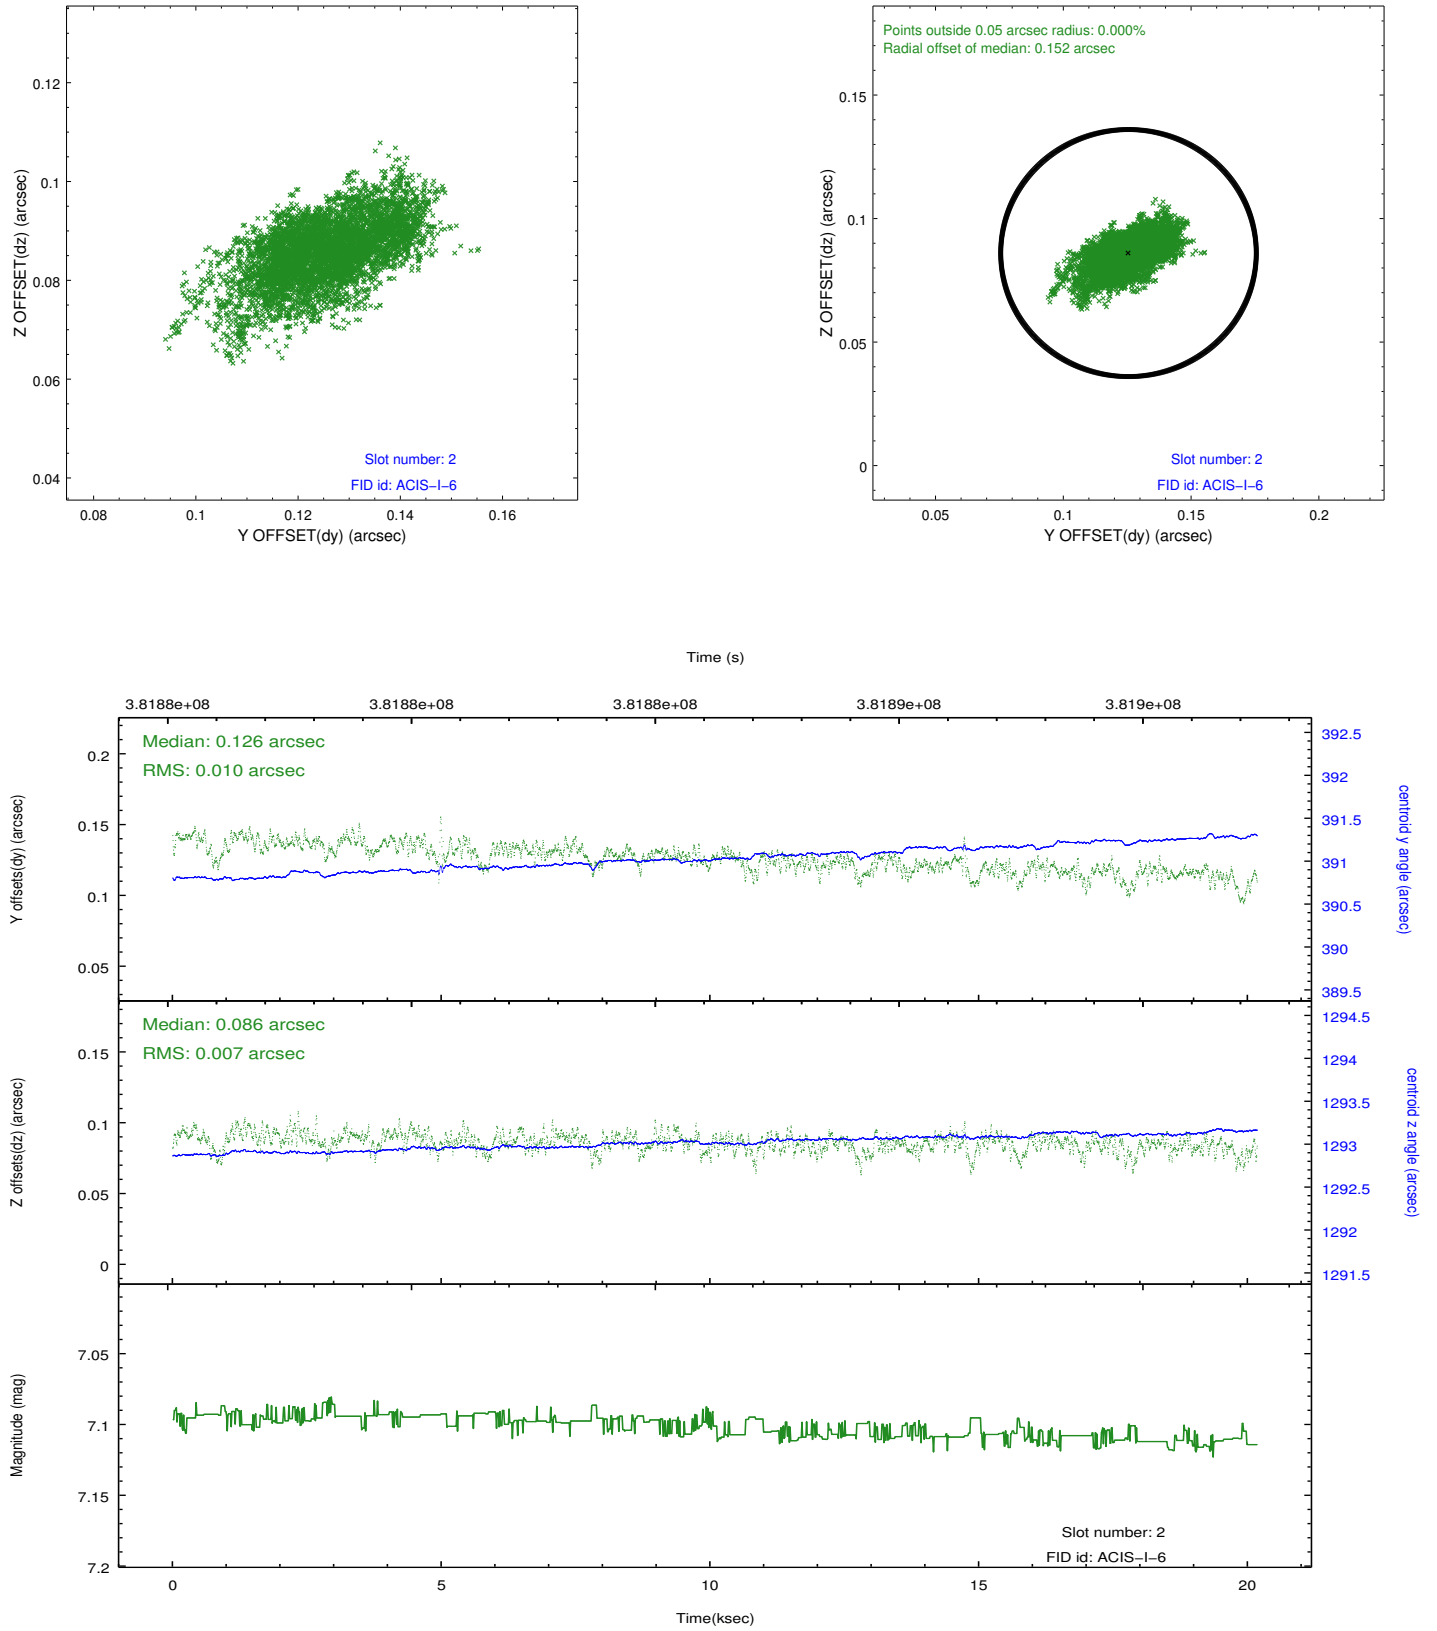 0.12
0.1
0.08
0.06
0.04
Z OFFSET(dz) (arcsec)
Slot number: 2
FID id: ACIS−I−6
0.08 0.1 0.12 0.14 0.16
Y OFFSET(dy) (arcsec)
Points outside 0.05 arcsec radius: 0.000%
Radial offset of median: 0.152 arcsec
0.15
0.1
0.05
0
Z OFFSET(dz) (arcsec)
Slot number: 2
FID id: ACIS−I−6
0.05 0.1 0.15 0.2
Y OFFSET(dy) (arcsec)
Time (s)
3.8188e+08 3.8188e+08 3.8188e+08 3.8189e+08 3.819e+08
Median: 0.126 arcsec
RMS: 0.010 arcsec
0.2
0.15
0.1
0.05
Y offsets(dy) (arcsec)
392.5
392
391.5
391
390.5
390
389.5
centroid y angle (arcsec)
Median: 0.086 arcsec
RMS: 0.007 arcsec
0.15
0.1
0.05
0
Z offsets(dz) (arcsec)
1294.5
1294
1293.5
1293
1292.5
1292
1291.5
centroid z angle (arcsec)
7.05
7.1
7.15
7.2
Magnitude (mag)
Slot number: 2
FID id: ACIS−I−6
0 5 10 15 20
Time(ksec)